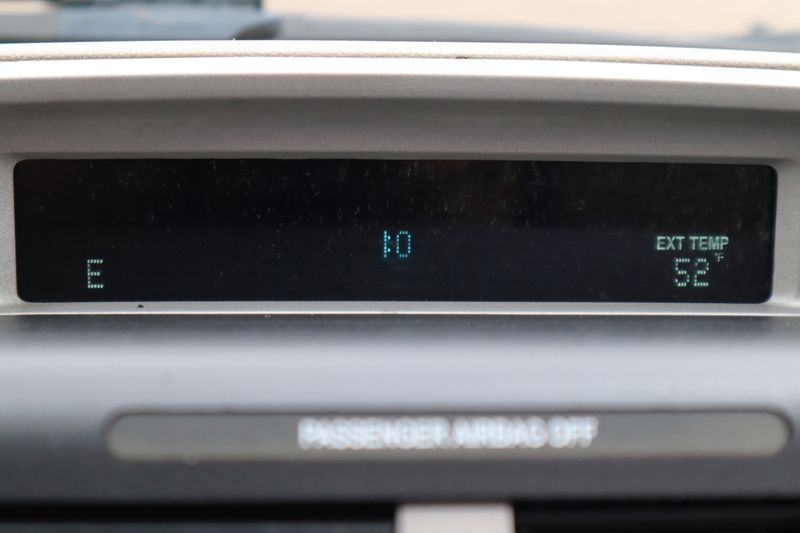 E
1:0
EXT TEMP
52 °F
PASSENGER AIRBAG OFF